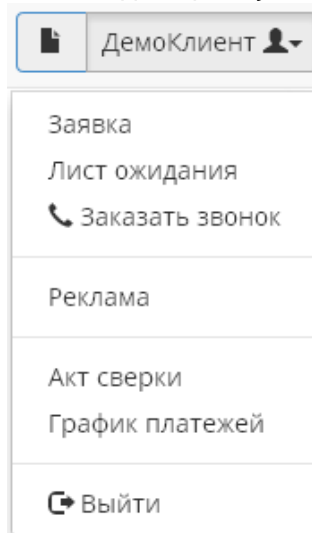 ДемоКлиент
Заявка
Лист ожидания
Заказать звонок
Реклама
Акт сверки
График платежей
Выйти